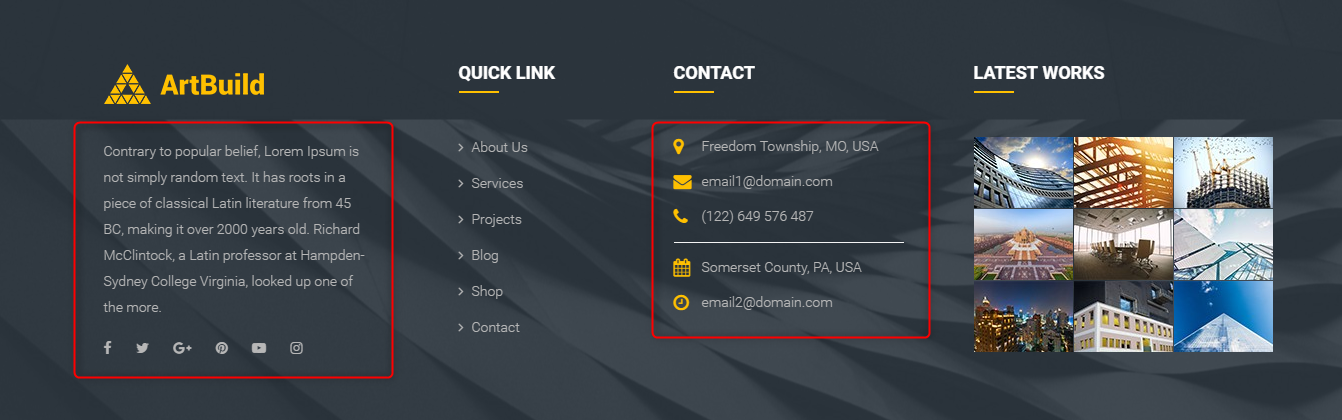 ArtBuild
Contrary to popular belief, Lorem Ipsum is
not simply random text. It has roots in a
piece of classical Latin literature from 45
BC, making it over 2000 years old. Richard
McClintock, a Latin professor at Hampden-
Sydney College Virginia, looked up one of
the more.
QUICK LINK
About Us
Services
Projects
Blog
Shop
Contact
CONTACT
Freedom Township, MO, USA
email1@domain.com
(122) 649 576 487
Somerset County, PA, USA
email2@domain.com
LATEST WORKS